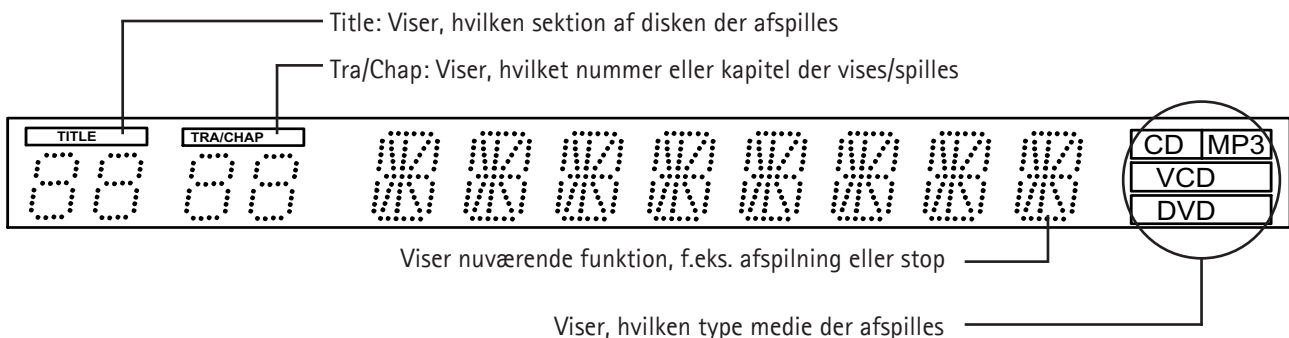 Title: Viser, hvilken sektion af disken der afspilles
Tra/Chap: Viser, hvilket nummer eller kapitel der vises/spilles
TITLE TRA/CHAP
CD MP3
VCD
DVD
Viser nuværende funktion, f.eks. afspilning eller stop
Viser, hvilken type medie der afspilles